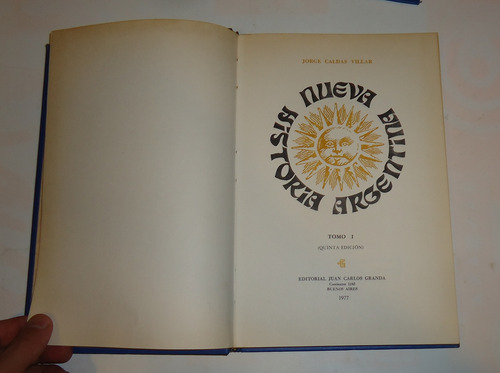 JORGE CALDAS VILLAR
NUEVA
HISTORIA ARGENTINA
TOMO I
(QUINTA EDICIÓN)
EDITORIAL JUAN CARLOS GRANDA
BUENOS AIRES
1977